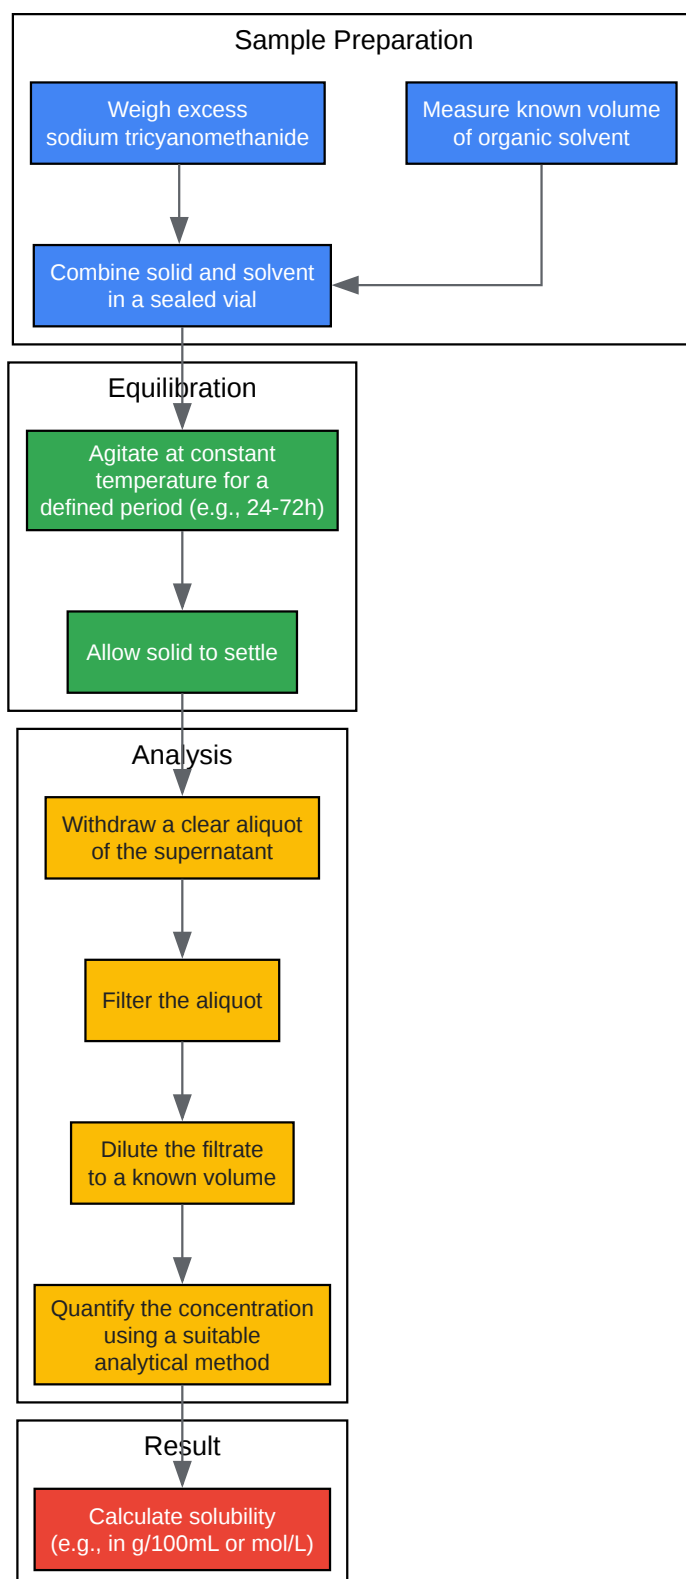 Sample Preparation
Weigh excess
sodium tricyanomethanide
Measure known volume
of organic solvent
Combine solid and solvent
in a sealed vial
Equilibration
Agitate at constant
temperature for a
defined period (e.g., 24-72h)
Allow solid to settle
Analysis
Withdraw a clear aliquot
of the supernatant
Filter the aliquot
Dilute the filtrate
to a known volume
Quantify the concentration
using a suitable
analytical method
Result
Calculate solubility
(e.g., in g/100mL or mol/L)